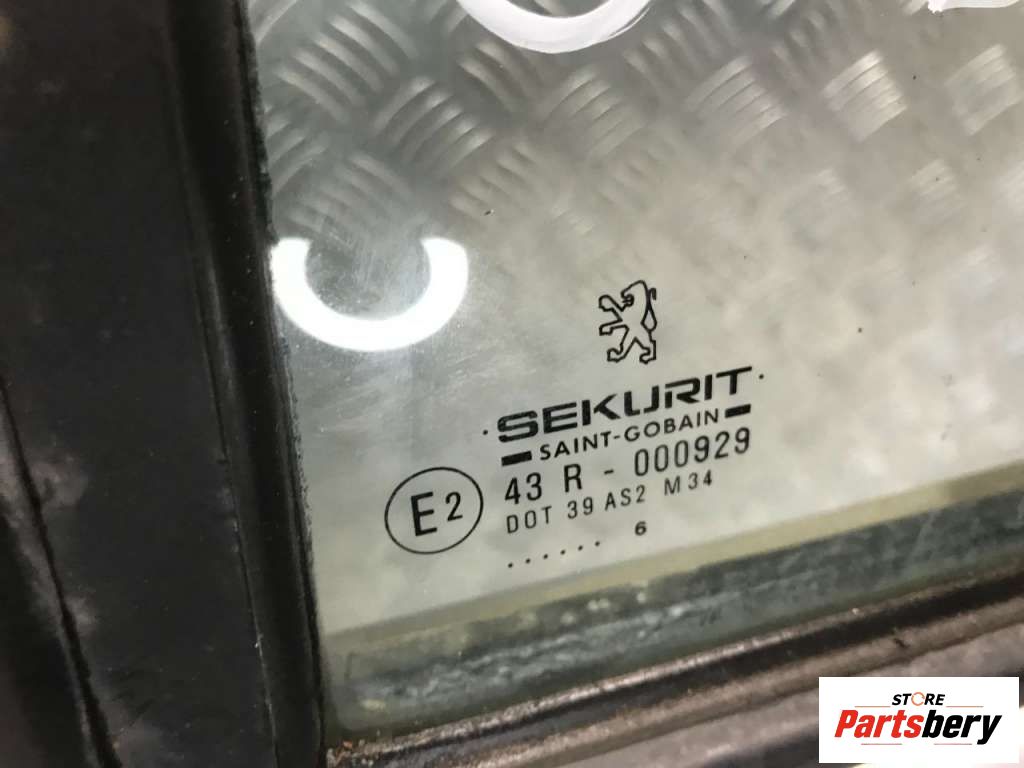 SEKURIT
SAINT-GOBAIN
E2
43 R - 000929
DOT 39 AS2 M34
..... 6
STORE
Partsbery